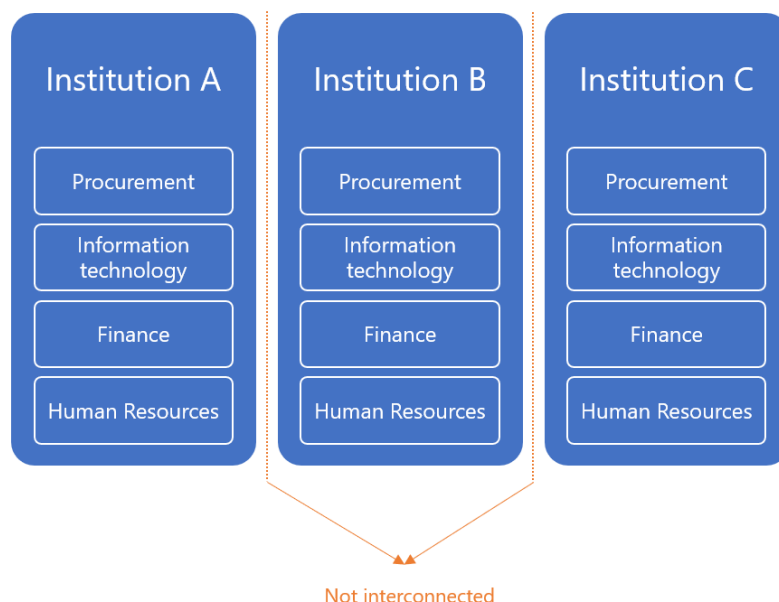 Institution A
Procurement
Information
technology
Finance
Human Resources
Institution B
Procurement
Information
technology
Finance
Human Resources
Institution C
Procurement
Information
technology
Finance
Human Resources
Not interconnected